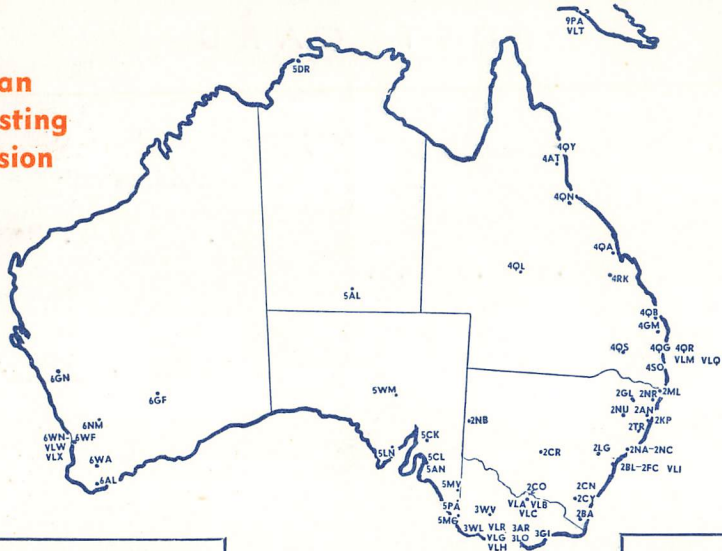 an
sting
sion
9PA
VLT
5DR
4QY
4AT
4QN
4QA
4QL
4RK
5AL
4QB
4GM
4QS
4QG 4QR
VLM VLQ
4SO
6GN
6GF
5WM
2ML
2GL 2NR
2NU 2AN
2KP
2TR
2NB
6NM
6WN-6WF
VLW
VLX
6WA
6AL
5CK
5LN
5CL
5AN
2CR
2LG
2NA-2NC
2BL-2FC VLI
5MV
2CO
2CN
2CY
VLA VLB
VLC
5PA
5MG
3WV
2BA
3WL
VLR
VLG
VLH
3AR
3LO
3GI